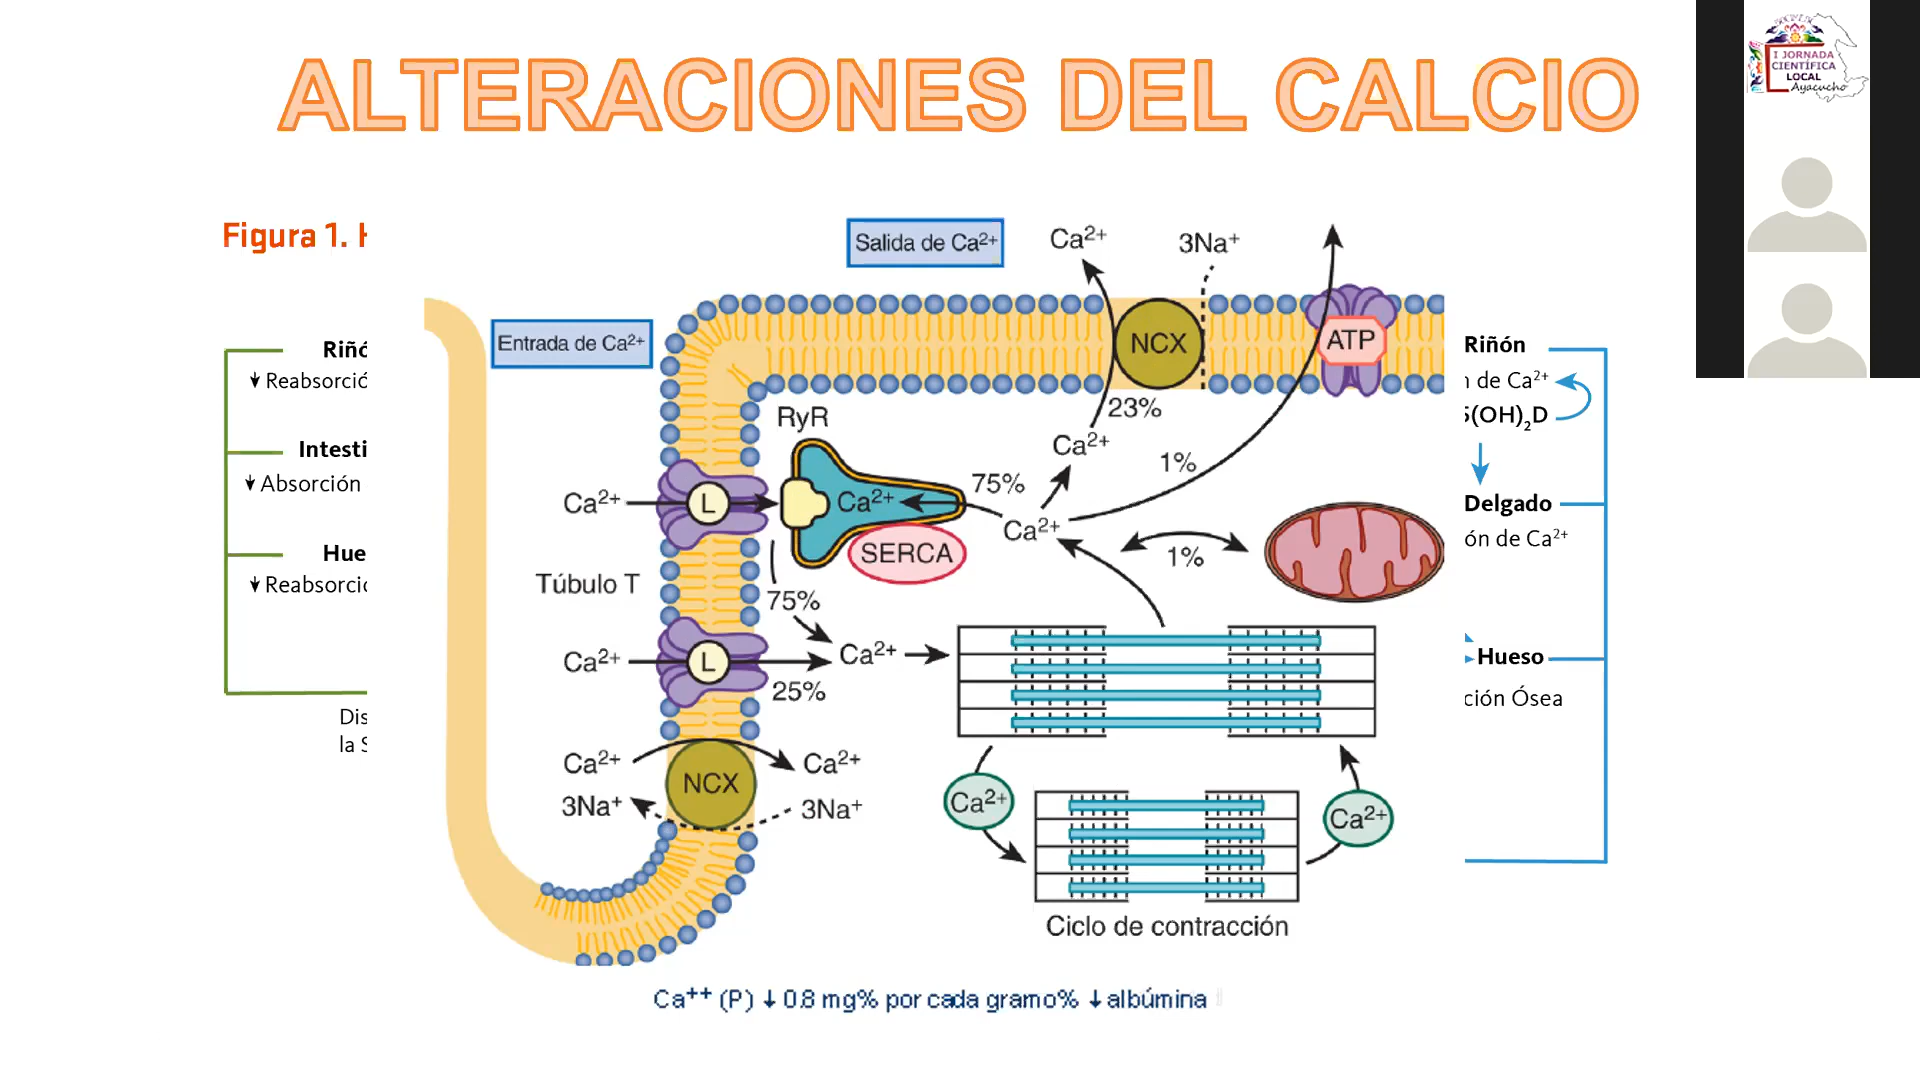 ALTERACIONES DEL CALCIO
I JORNADA
CIENTÍFICA
LOCAL
Ayacucho
Figura 1.
Salida de Ca²⁺
Ca²⁺
3Na⁺
Entrada de Ca²⁺
NCX
ATP
23%
RyR
Ca²⁺
1%
75%
Ca²⁺
L
Ca²⁺
Ca²⁺
SERCA
1%
Túbulo T
75%
Ca²⁺
L
Ca²⁺
25%
Ca²⁺
NCX
Ca²⁺
3Na⁺
3Na⁺
Ca²⁺
Ca²⁺
Ciclo de contracción
Reabsorció
Intesti
Absorción
Hue
Reabsorci
Dis
la S
Riñón
n de Ca²⁺
(OH)₂D
Delgado
ón de Ca²⁺
Hueso
ción Ósea
Ca⁺⁺ (P) ↓ 0.8 mg% por cada gramo% ↓ albúmina